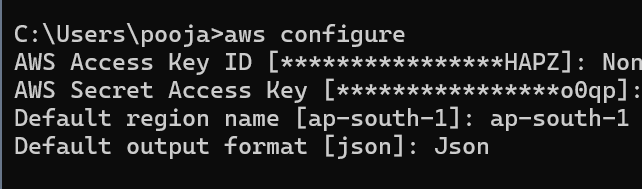 C:\Users\pooja>aws configure
AWS Access Key ID [****************HAPZ]: Non
AWS Secret Access Key [****************o0qp]:
Default region name [ap-south-1]: ap-south-1
Default output format [json]: Json